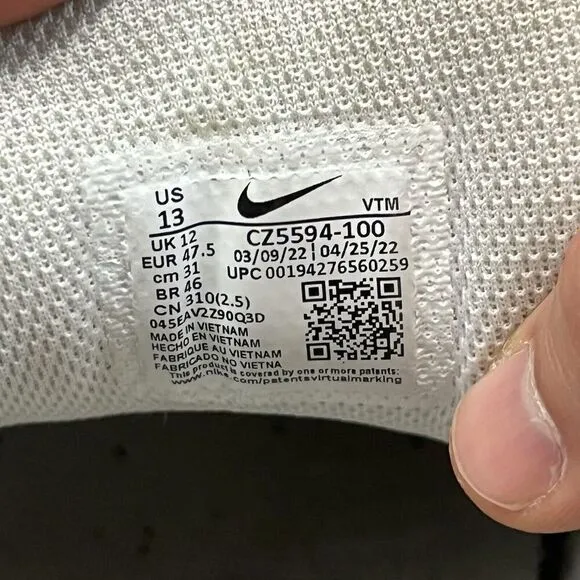 US
13
VTM
UK 12
EUR 47.5
cm 31
BR 46
CN 310(2.5)
045EAV2Z90Q3D
CZ5594-100
03/09/22 | 04/25/22
UPC 00194276560259
MADE IN VIETNAM
HECHO EN VIETNAM
FABRIQUE AU VIETNAM
FABRICADO NO VIETNA
This product is covered by one or more patents:
www.nike.com/patentsvirtualmarking